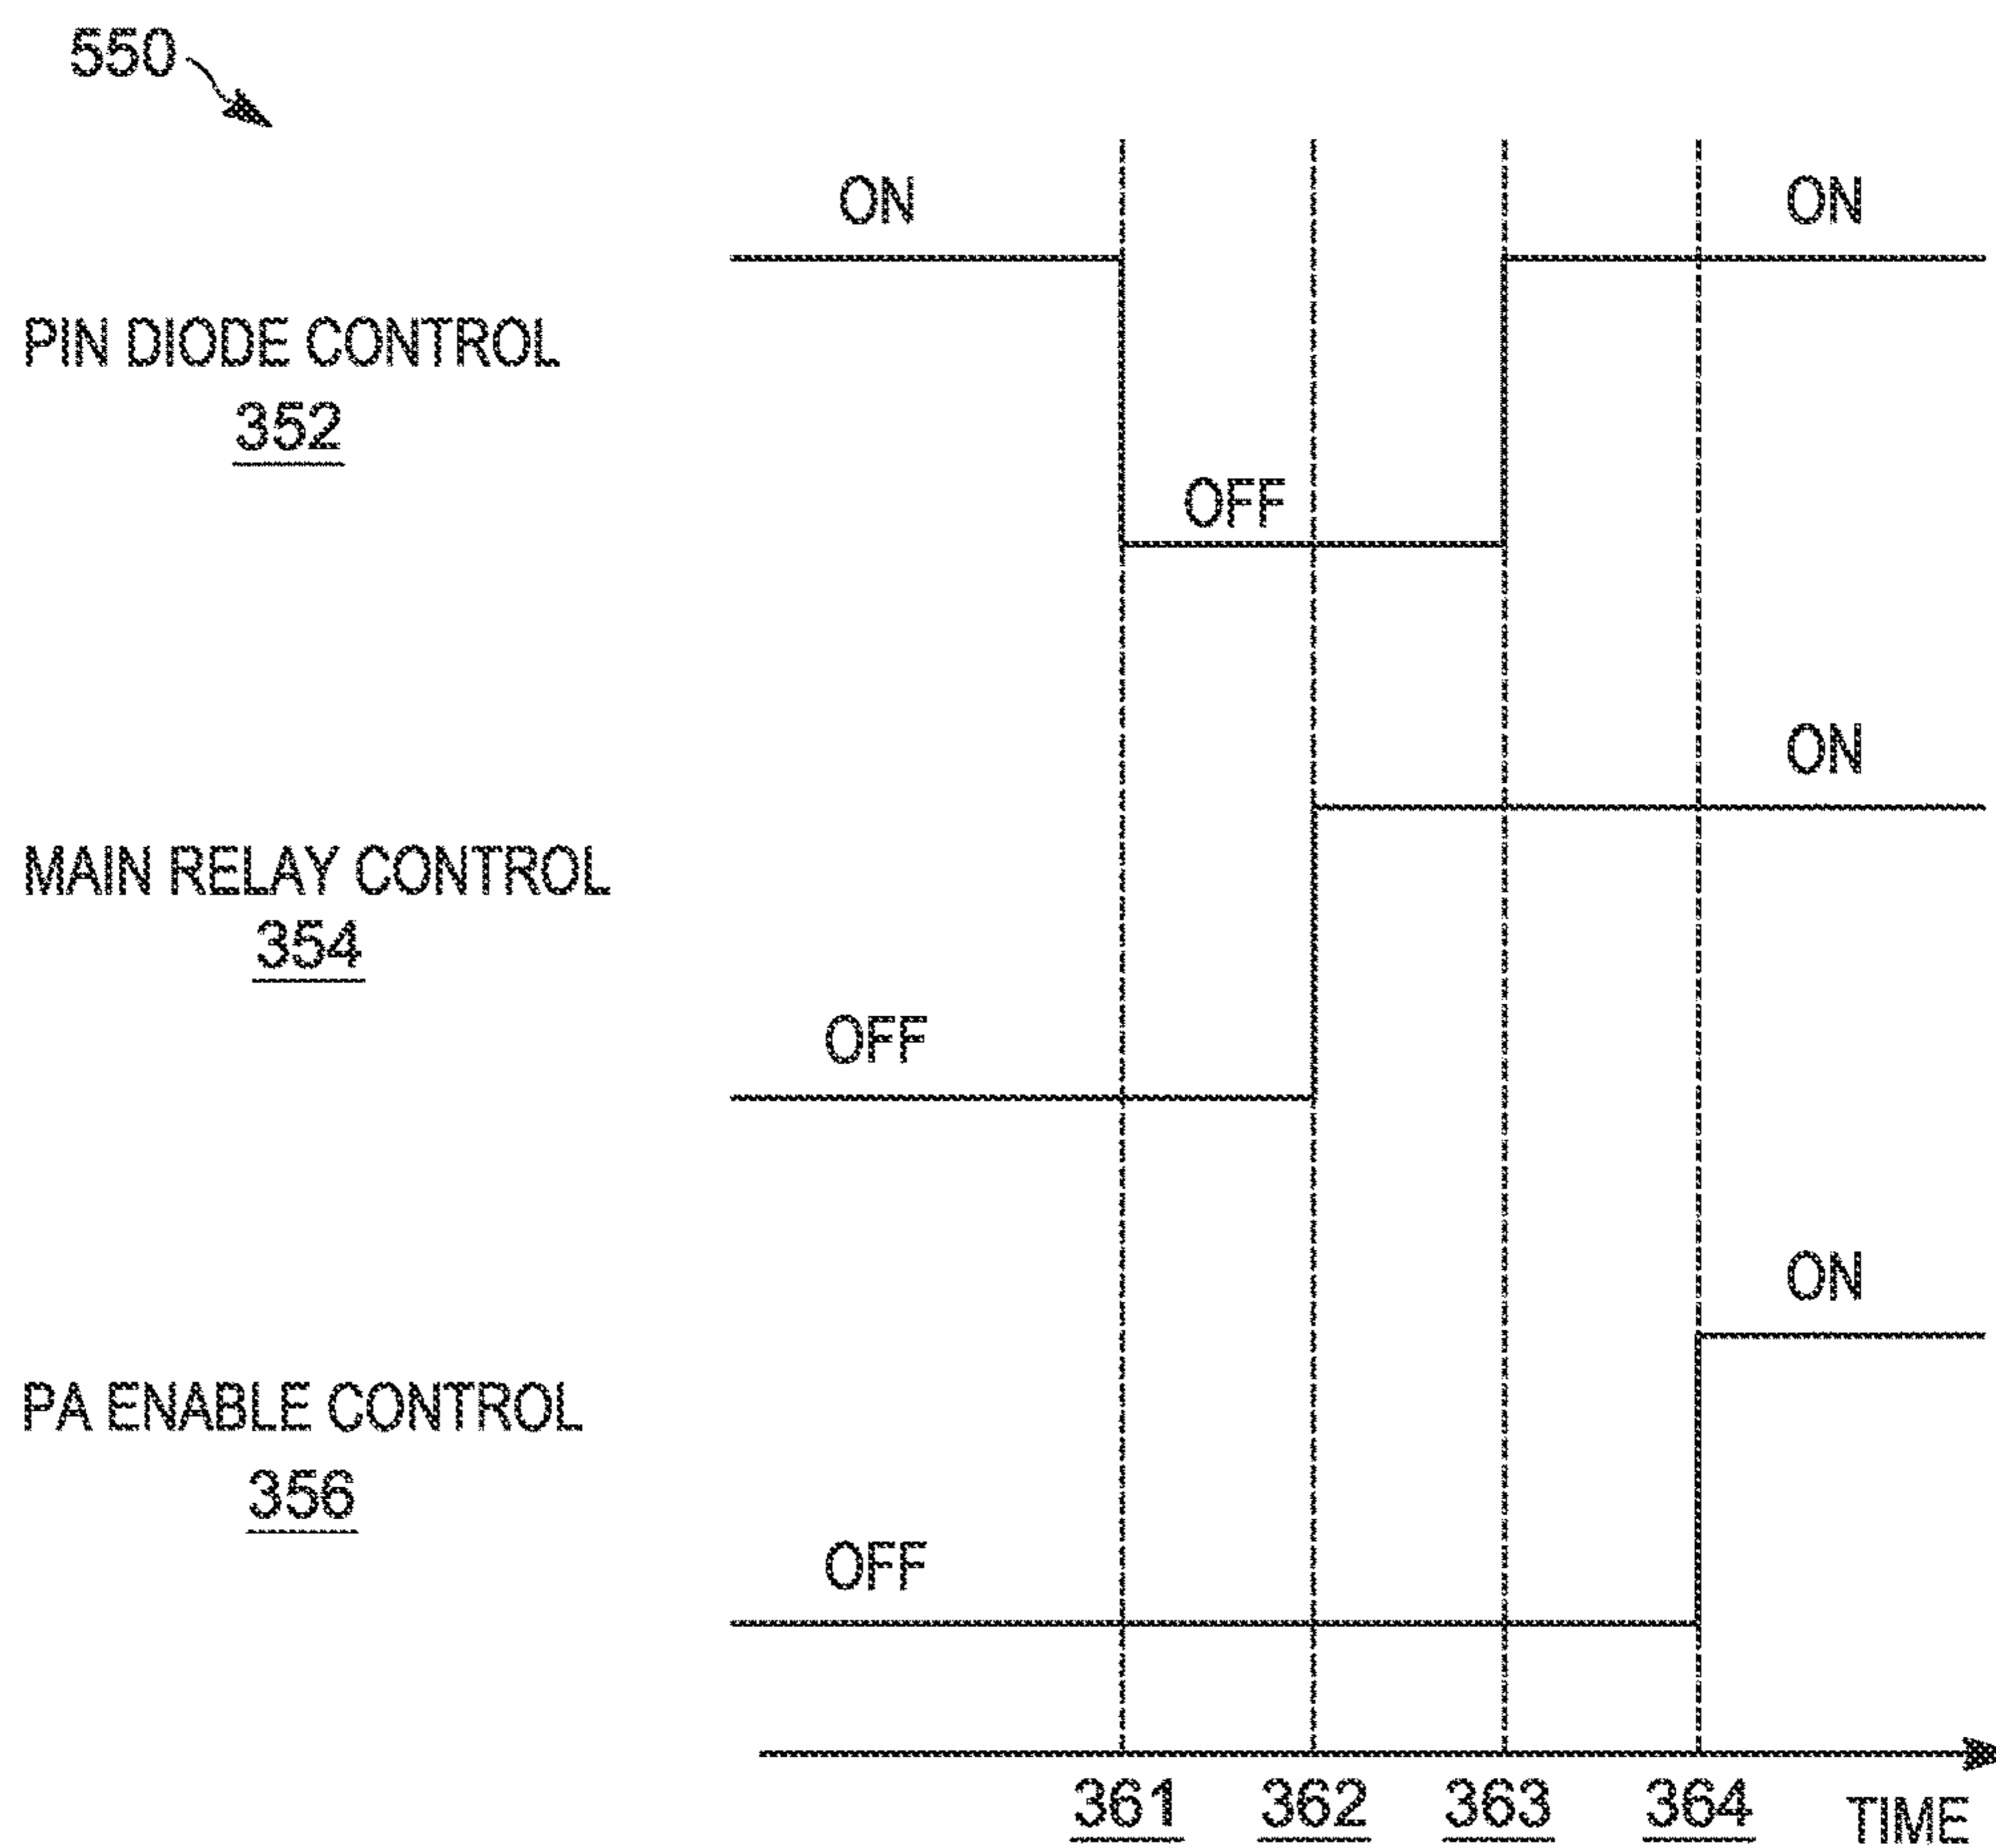 550
ON
ON
PIN DIODE CONTROL
352
OFF
ON
MAIN RELAY CONTROL
354
OFF
ON
PA ENABLE CONTROL
356
OFF
361 362 363 364 TIME